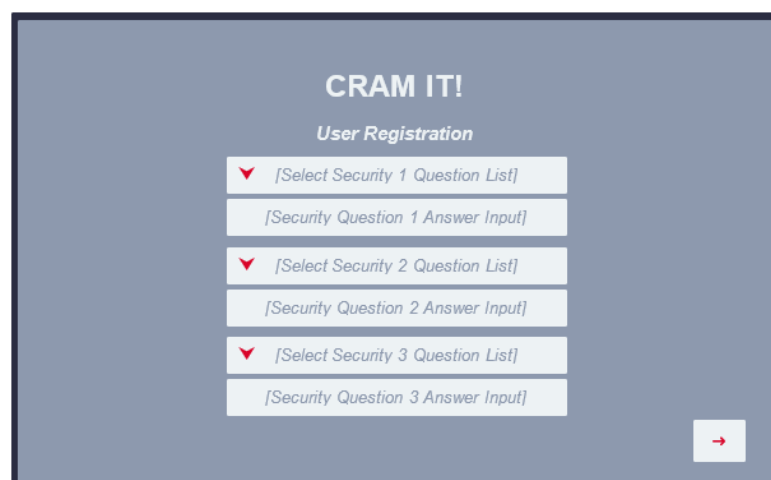 CRAM IT!
User Registration
[Select Security 1 Question List]
[Security Question 1 Answer Input]
[Select Security 2 Question List]
[Security Question 2 Answer Input]
[Select Security 3 Question List]
[Security Question 3 Answer Input]